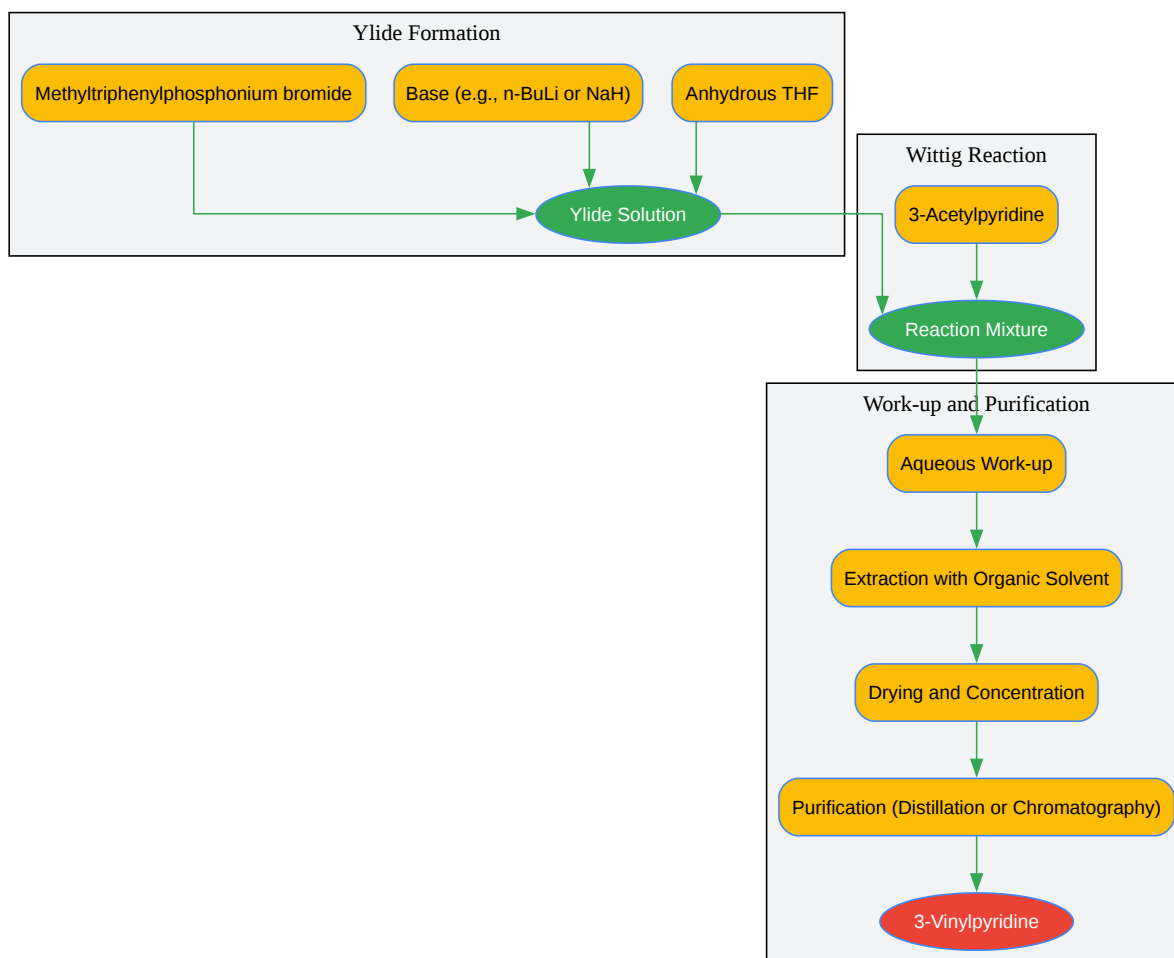 Ylide Formation
Methyltriphenylphosphonium bromide
Base (e.g., n-BuLi or NaH)
Anhydrous THF
Ylide Solution
Wittig Reaction
3-Acetylpyridine
Reaction Mixture
Work-up and Purification
Aqueous Work-up
Extraction with Organic Solvent
Drying and Concentration
Purification (Distillation or Chromatography)
3-Vinylpyridine